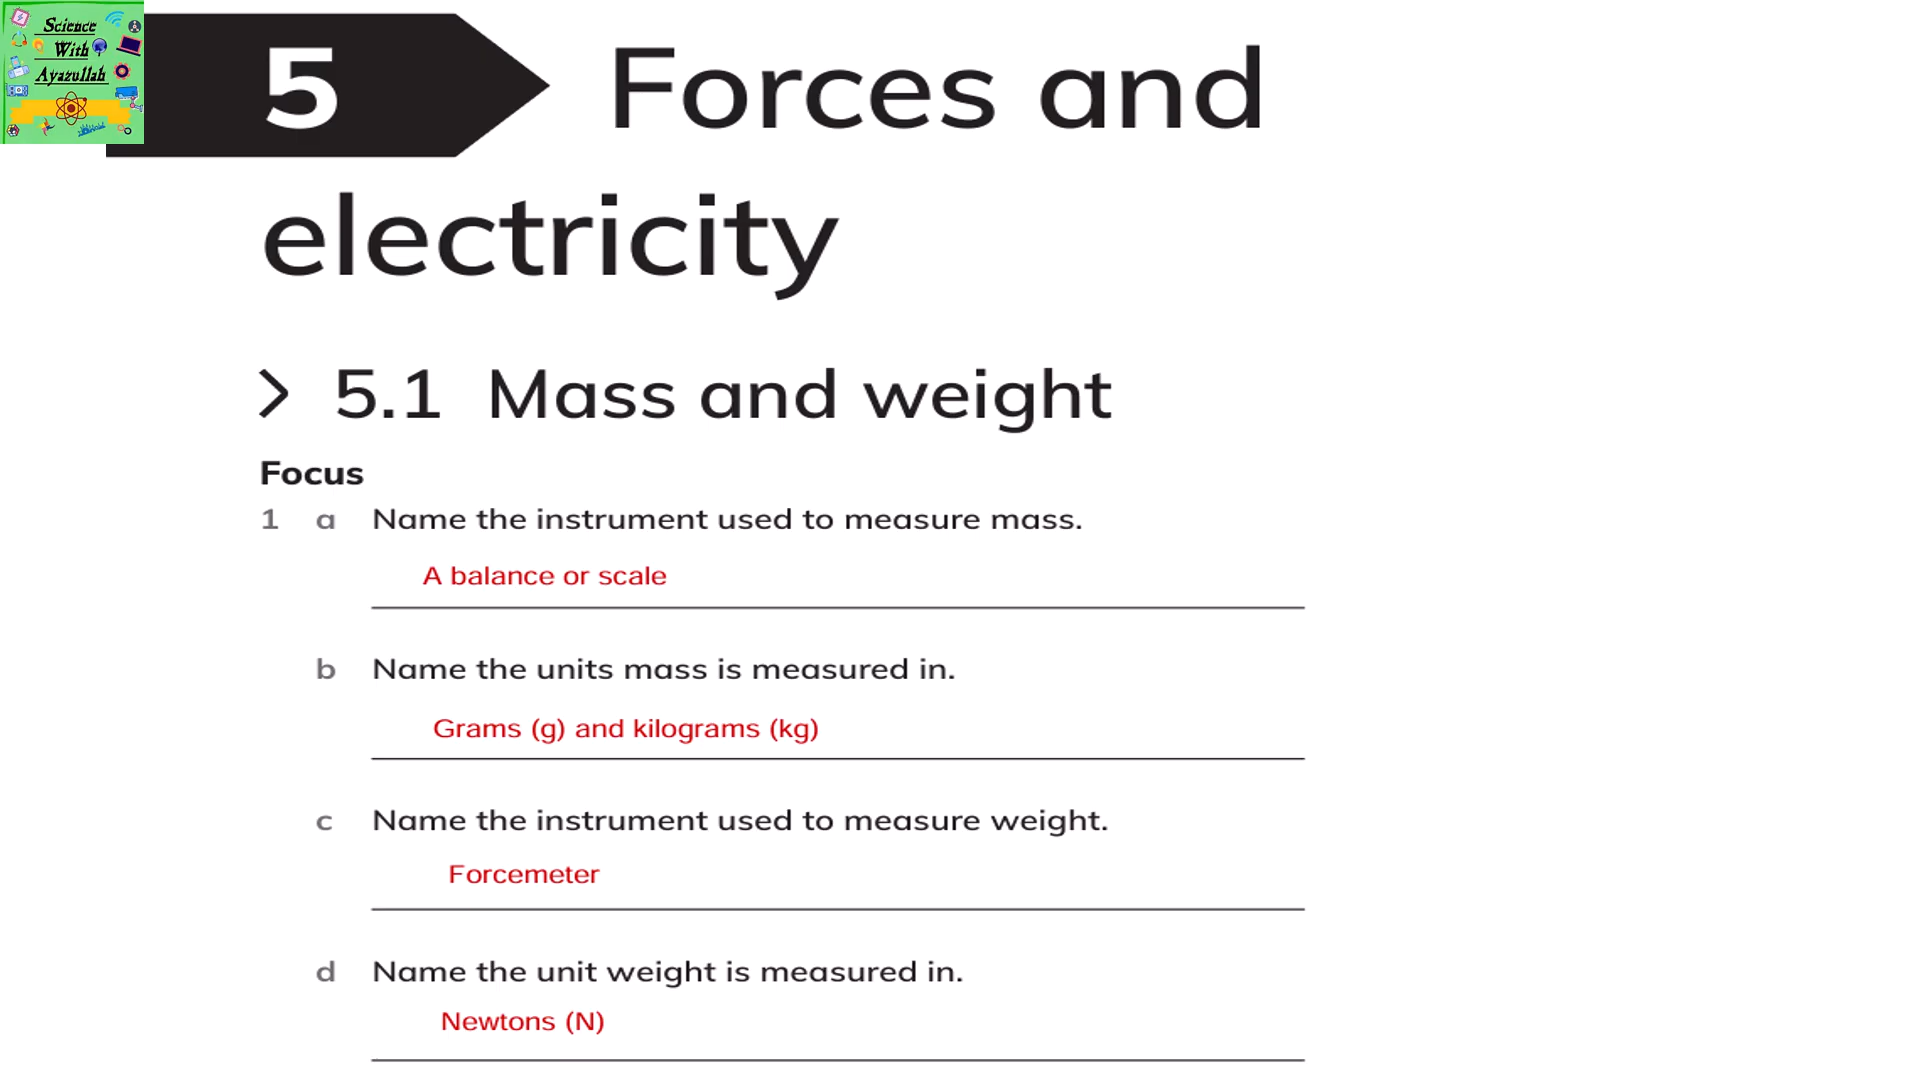 Science
With
Ayazullah
5 Forces and
electricity
> 5.1 Mass and weight
Focus
1 a Name the instrument used to measure mass.
A balance or scale
b Name the units mass is measured in.
Grams (g) and kilograms (kg)
c Name the instrument used to measure weight.
Forcemeter
d Name the unit weight is measured in.
Newtons (N)